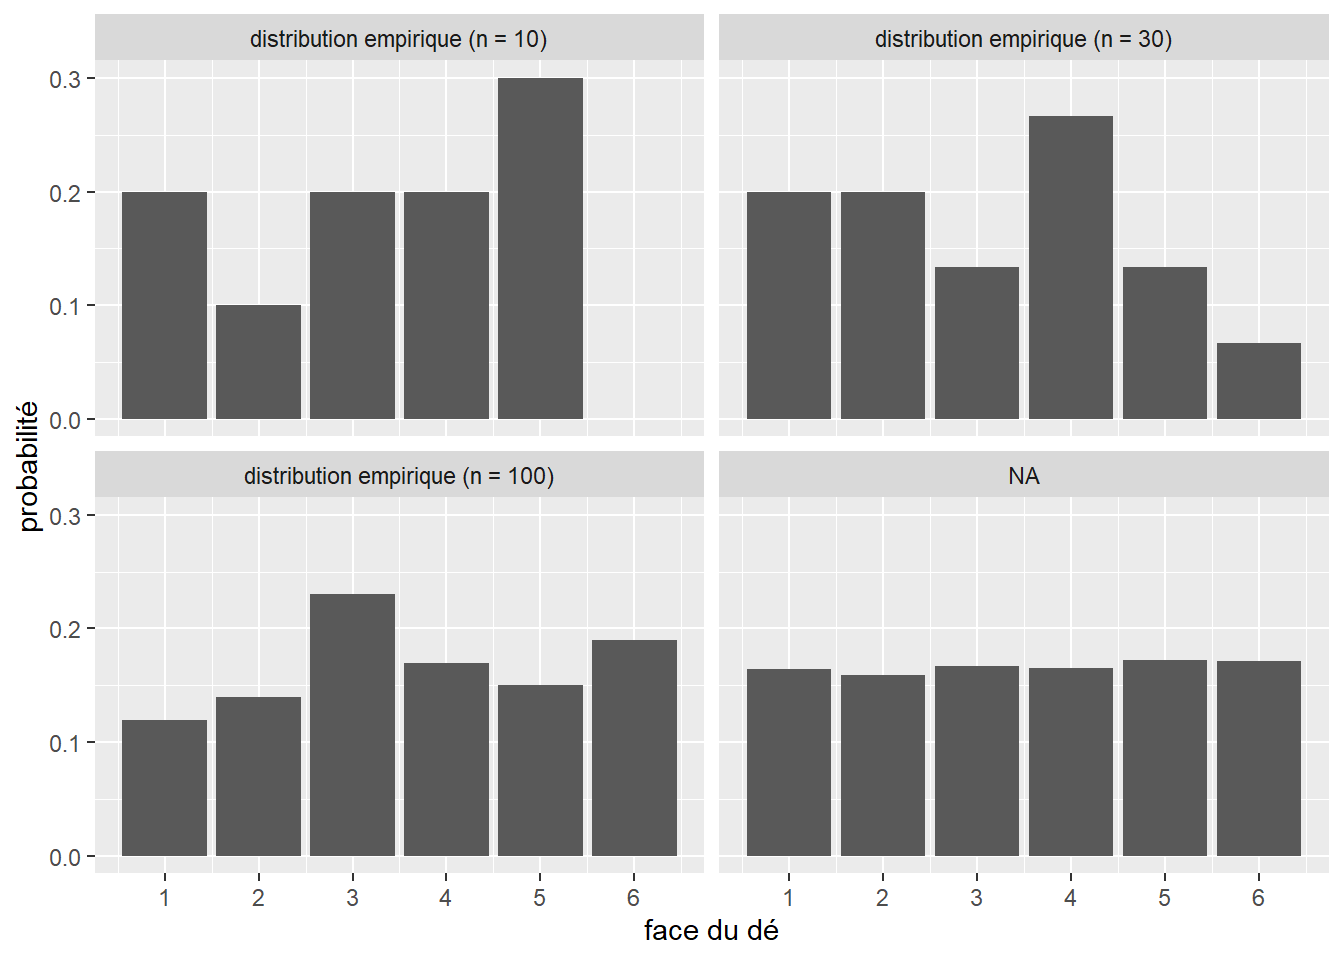 distribution empirique (n = 10)
distribution empirique (n = 30)
0.3
0.2
0.1
0.0
probabilité
distribution empirique (n = 100)
NA
0.3
0.2
0.1
0.0
1 2 3 4 5 6
1 2 3 4 5 6
face du dé